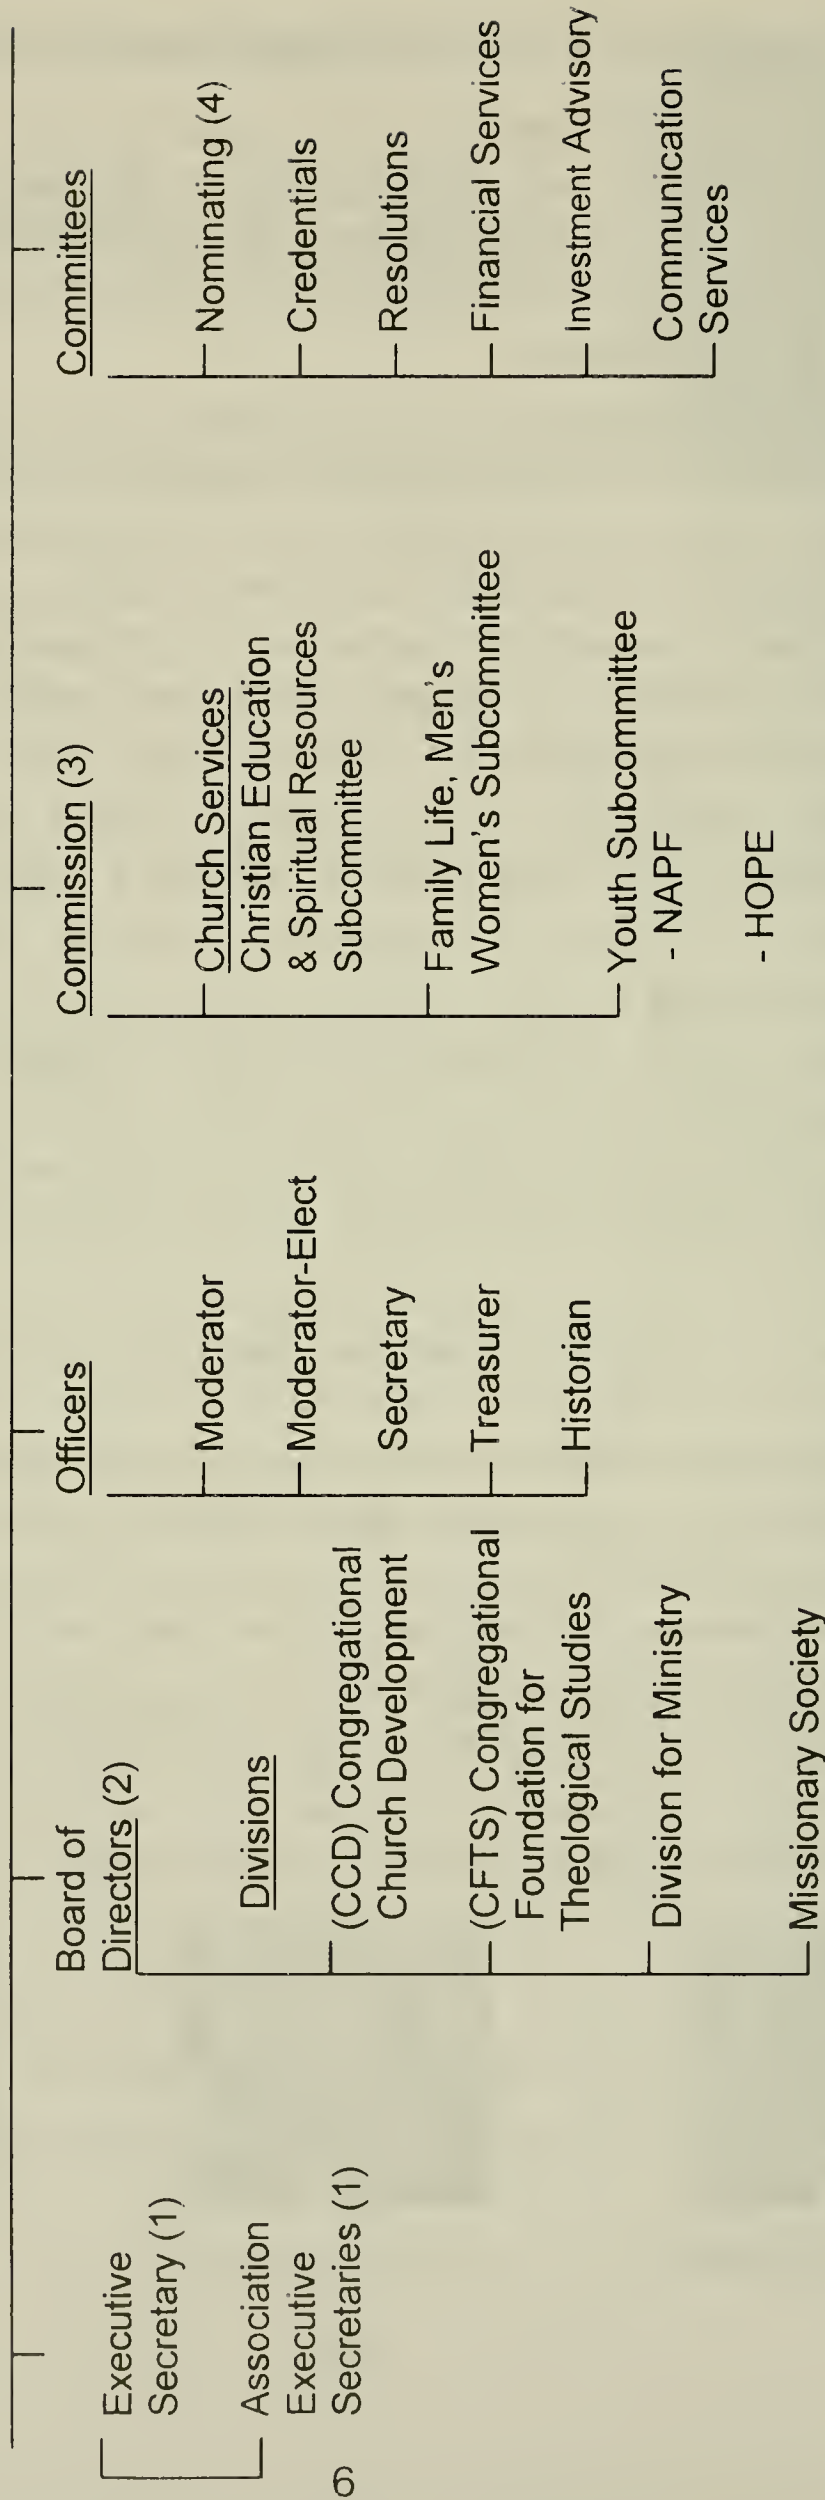 Executive
Secretary (1)
Association
Executive
Secretaries (1)
Board of
Directors (2)
Divisions
(CCD) Congregational
Church Development
(CFTS) Congregational
Foundation for
Theological Studies
Division for Ministry
Missionary Society
Officers
Moderator
Moderator-Elect
Secretary
Treasurer
Historian
Commission (3)
Church Services
Christian Education
& Spiritual Resources
Subcommittee
Family Life, Men's
Women's Subcommittee
Youth Subcommittee
- NAPF
- HOPE
Committees
Nominating (4)
Credentials
Resolutions
Financial Services
Investment Advisory
Communication
Services
6